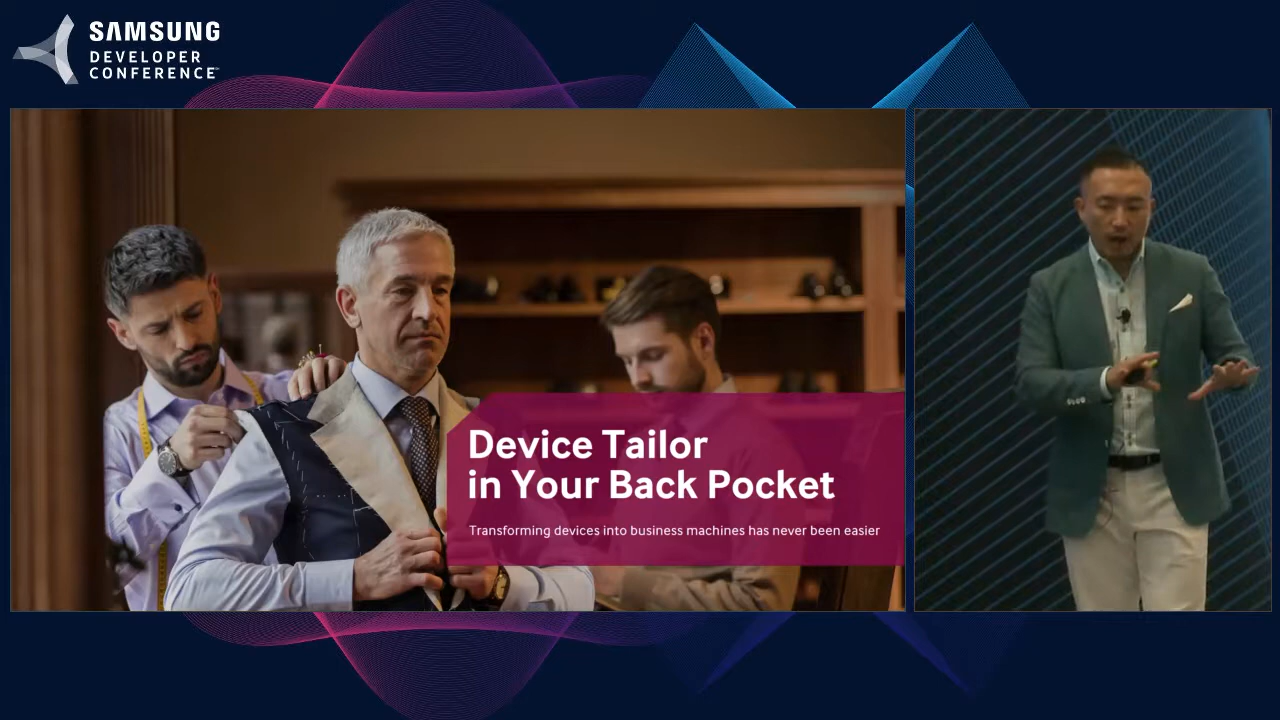 SAMSUNG
DEVELOPER
CONFERENCE
Device Tailor
in Your Back Pocket
Transforming devices into business machines has never been easier